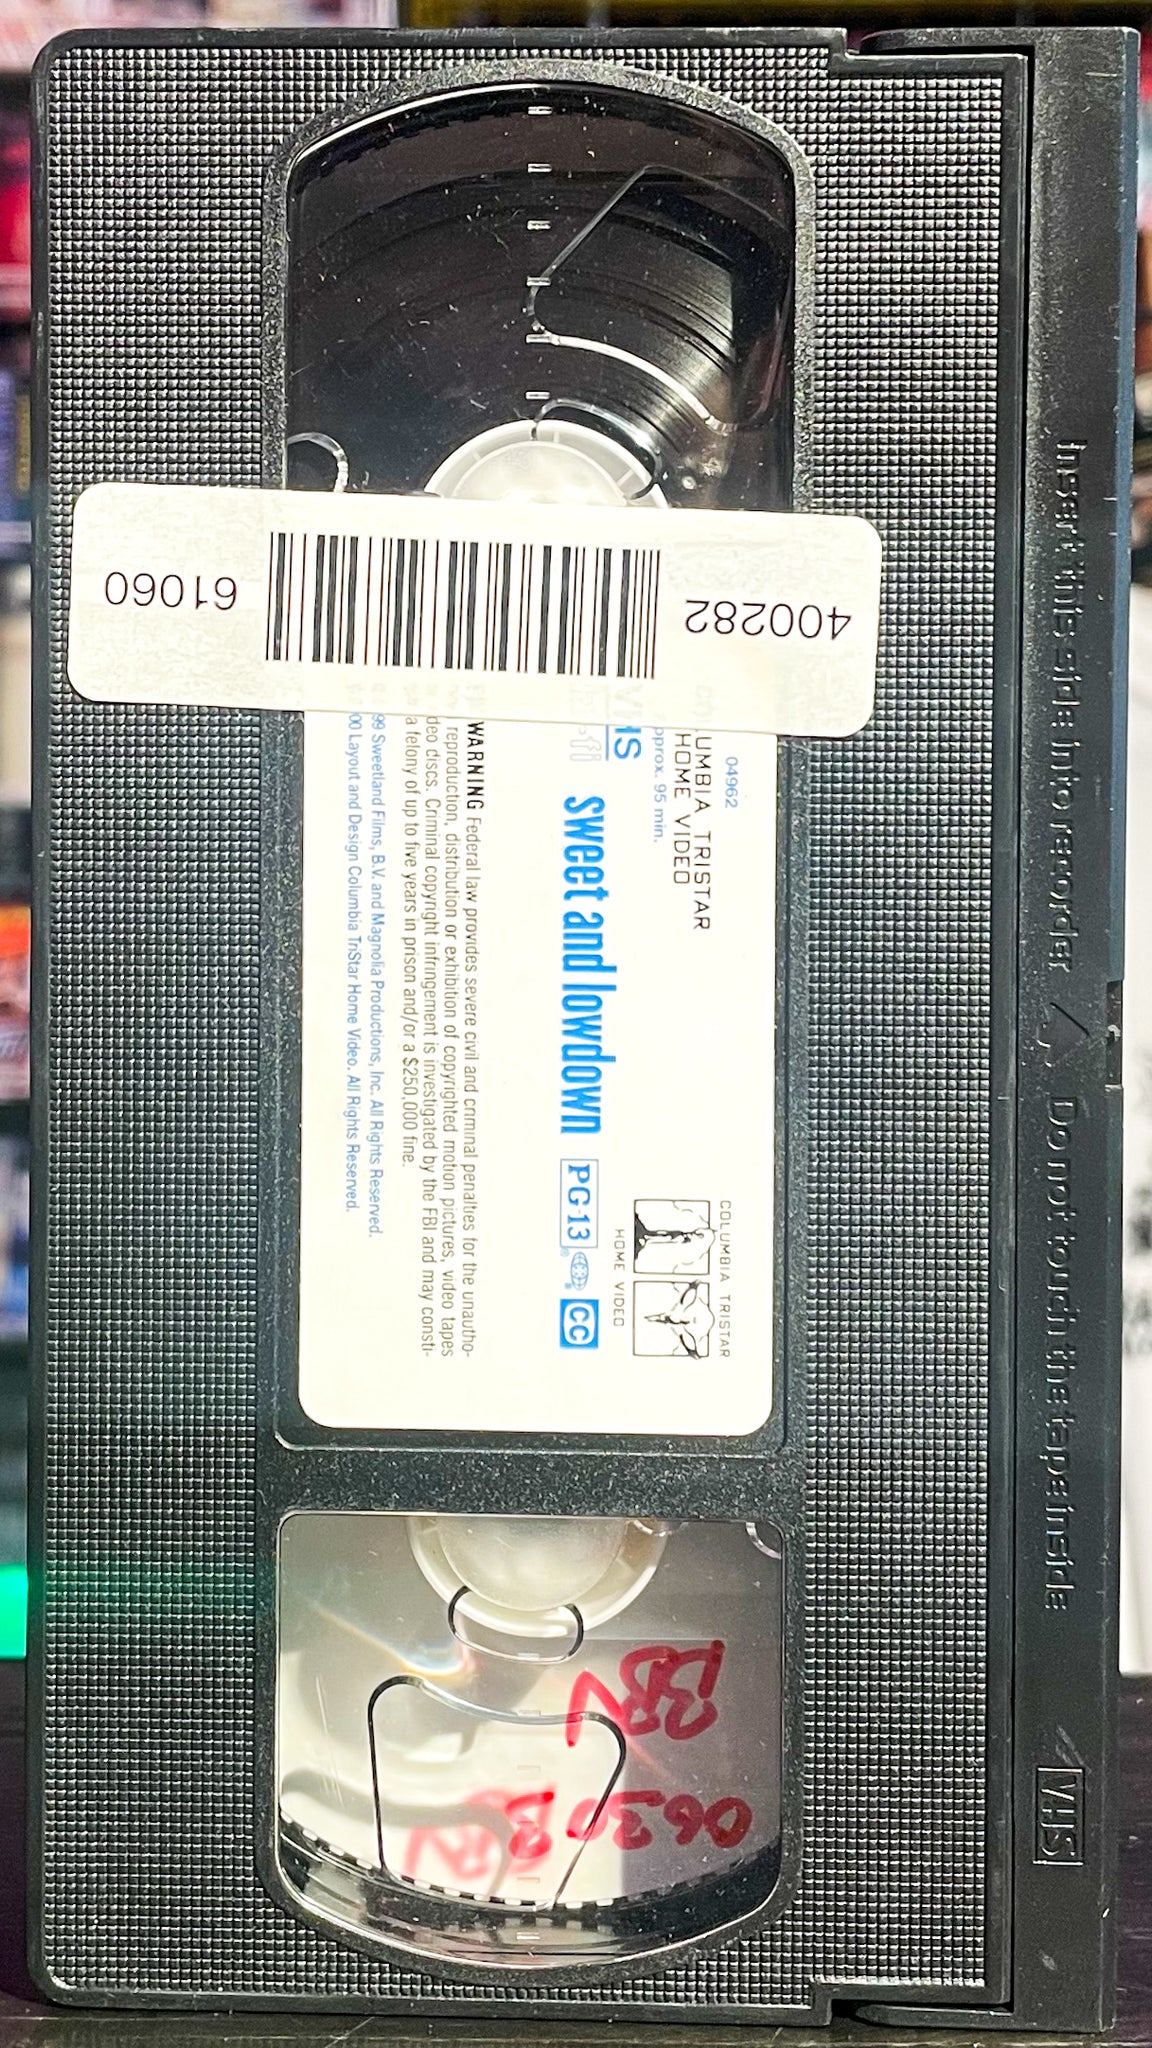 400282
61060
04962
COLUMBIA TRISTAR
HOME VIDEO
UMBIA TRISTAR
HOME VIDEO
pprox. 95 min.
VHS
sweet and lowdown PG-13 CC
WARNING Federal law provides severe civil and criminal penalties for the unautho-
reproduction, distribution or exhibition of copyrighted motion pictures, video tapes
deo discs. Criminal copyright infringement is investigated by the FBI and may consti-
a felony of up to five years in prison and/or a $250,000 fine.
99 Sweetland Films, B.V. and Magnolia Productions, Inc. All Rights Reserved.
00 Layout and Design Columbia TriStar Home Video. All Rights Reserved.
Insert this side into recorder
Do not touch the tape inside
VHS
0630